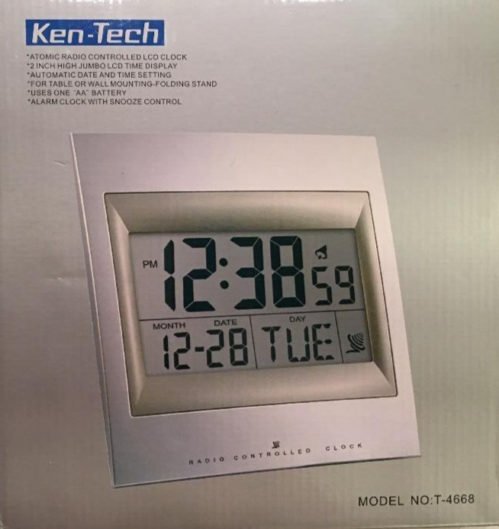 Ken-Tech
*ATOMIC RADIO CONTROLLED LCD CLOCK
*2 INCH HIGH JUMBO LCD TIME DISPLAY
*AUTOMATIC DATE AND TIME SETTING
*FOR TABLE OR WALL MOUNTING-FOLDING STAND
*USES ONE "AA" BATTERY
*ALARM CLOCK WITH SNOOZE CONTROL
PM 12:38 59
MONTH DATE DAY
12-28 TUE
RADIO CONTROLLED CLOCK
MODEL NO:T-4668